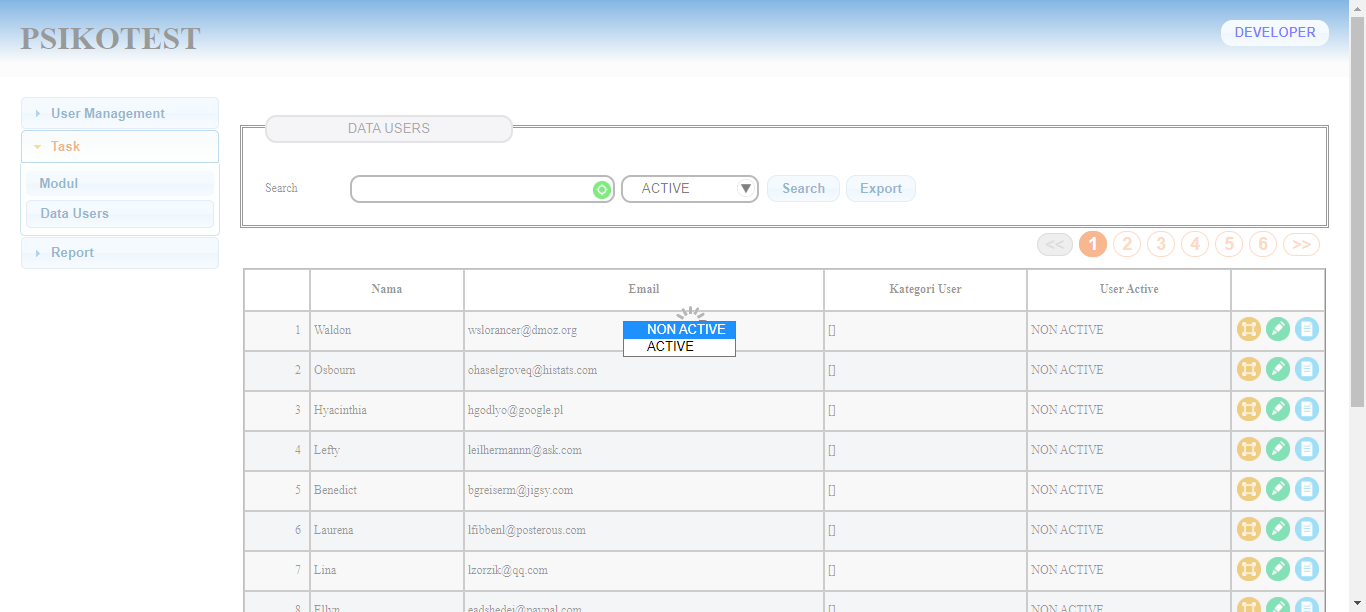 PSIKOTEST
DEVELOPER
User Management
Task
Modul
Data Users
Report
DATA USERS
Search ACTIVE Search Export
<< 1 2 3 4 5 6 >>
Nama Email Kategori User User Active
1 Waldon wslorancer@dmoz.org [] NON ACTIVE
NON ACTIVE
ACTIVE
2 Osbourn ohaselgroveq@histats.com [] NON ACTIVE
3 Hyacinthia hgodlyo@google.pl [] NON ACTIVE
4 Lefty leilhermannn@ask.com [] NON ACTIVE
5 Benedict bgreiserm@jigsy.com [] NON ACTIVE
6 Laurena lfibbenl@posterous.com [] NON ACTIVE
7 Lina lzorzik@qq.com [] NON ACTIVE
8 Ellyn eadshedej@paypal.com [] NON ACTIVE